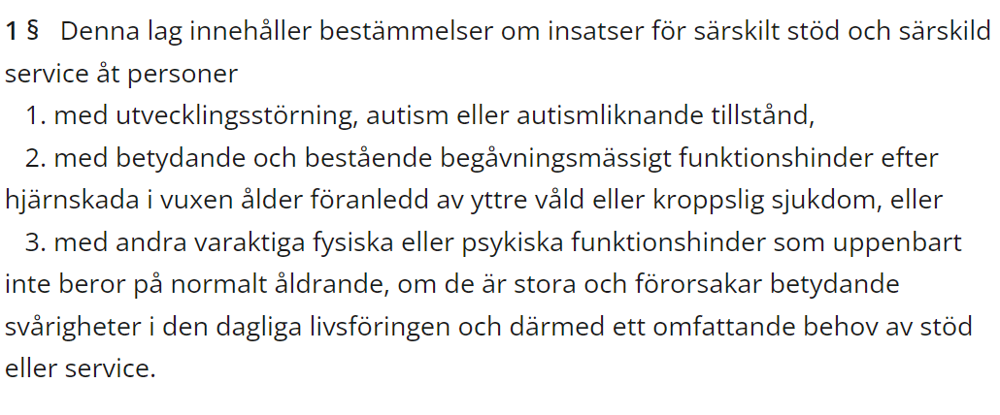 1 § Denna lag innehåller bestämmelser om insatser för särskilt stöd och särskild
service åt personer
1. med utvecklingsstörning, autism eller autismliknande tillstånd,
2. med betydande och bestående begåvningsmässigt funktionshinder efter
hjärnskada i vuxen ålder föranledd av yttre våld eller kroppslig sjukdom, eller
3. med andra varaktiga fysiska eller psykiska funktionshinder som uppenbart
inte beror på normalt åldrande, om de är stora och förorsakar betydande
svårigheter i den dagliga livsföringen och därmed ett omfattande behov av stöd
eller service.